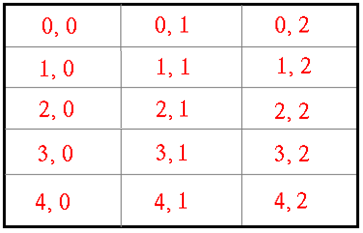 0, 0 0, 1 0, 2
1, 0 1, 1 1, 2
2, 0 2, 1 2, 2
3, 0 3, 1 3, 2
4, 0 4, 1 4, 2